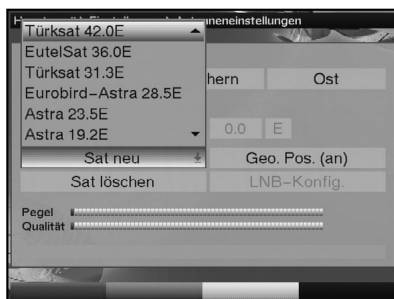 Antenneneinstellungen
Türksat 42.0E
EutelSat 36.0E
Türksat 31.3E
Eurobird-Astra 28.5E
Astra 23.5E
Astra 19.2E
Ost
0.0 E
Sat neu
Geo. Pos. (an)
Sat löschen
LNB-Konfig.
Pegel
Qualität